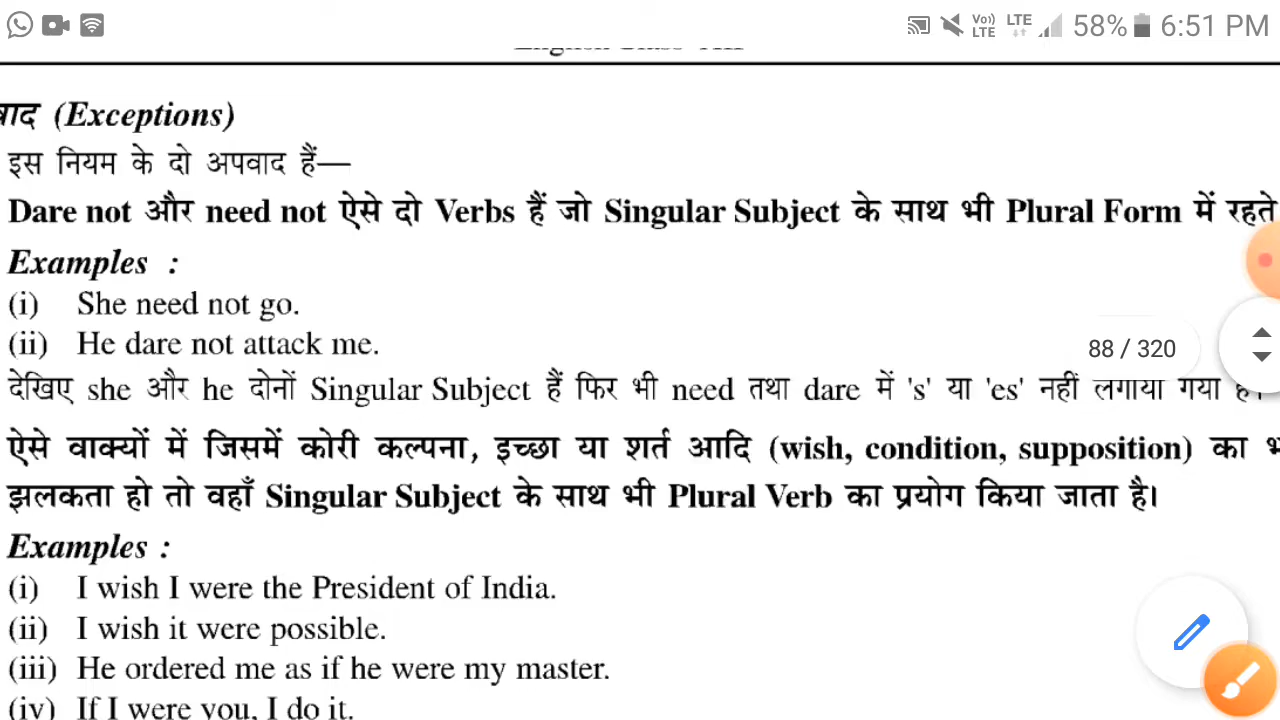 58% 6:51 PM
(Exceptions)
इस नियम के दो अपवाद हैं—
Dare not और need not ऐसे दो Verbs हैं जो Singular Subject के साथ भी Plural Form में रहते
Examples :
(i) She need not go.
(ii) He dare not attack me.
88 / 320
देखिए she और he दोनों Singular Subject हैं फिर भी need तथा dare में 's' या 'es' नहीं लगाया गया है।
ऐसे वाक्यों में जिसमें कोरी कल्पना, इच्छा या शर्त आदि (wish, condition, supposition) का
झलकता हो तो वहाँ Singular Subject के साथ भी Plural Verb का प्रयोग किया जाता है।
Examples :
(i) I wish I were the President of India.
(ii) I wish it were possible.
(iii) He ordered me as if he were my master.
(iv) If I were you, I do it.